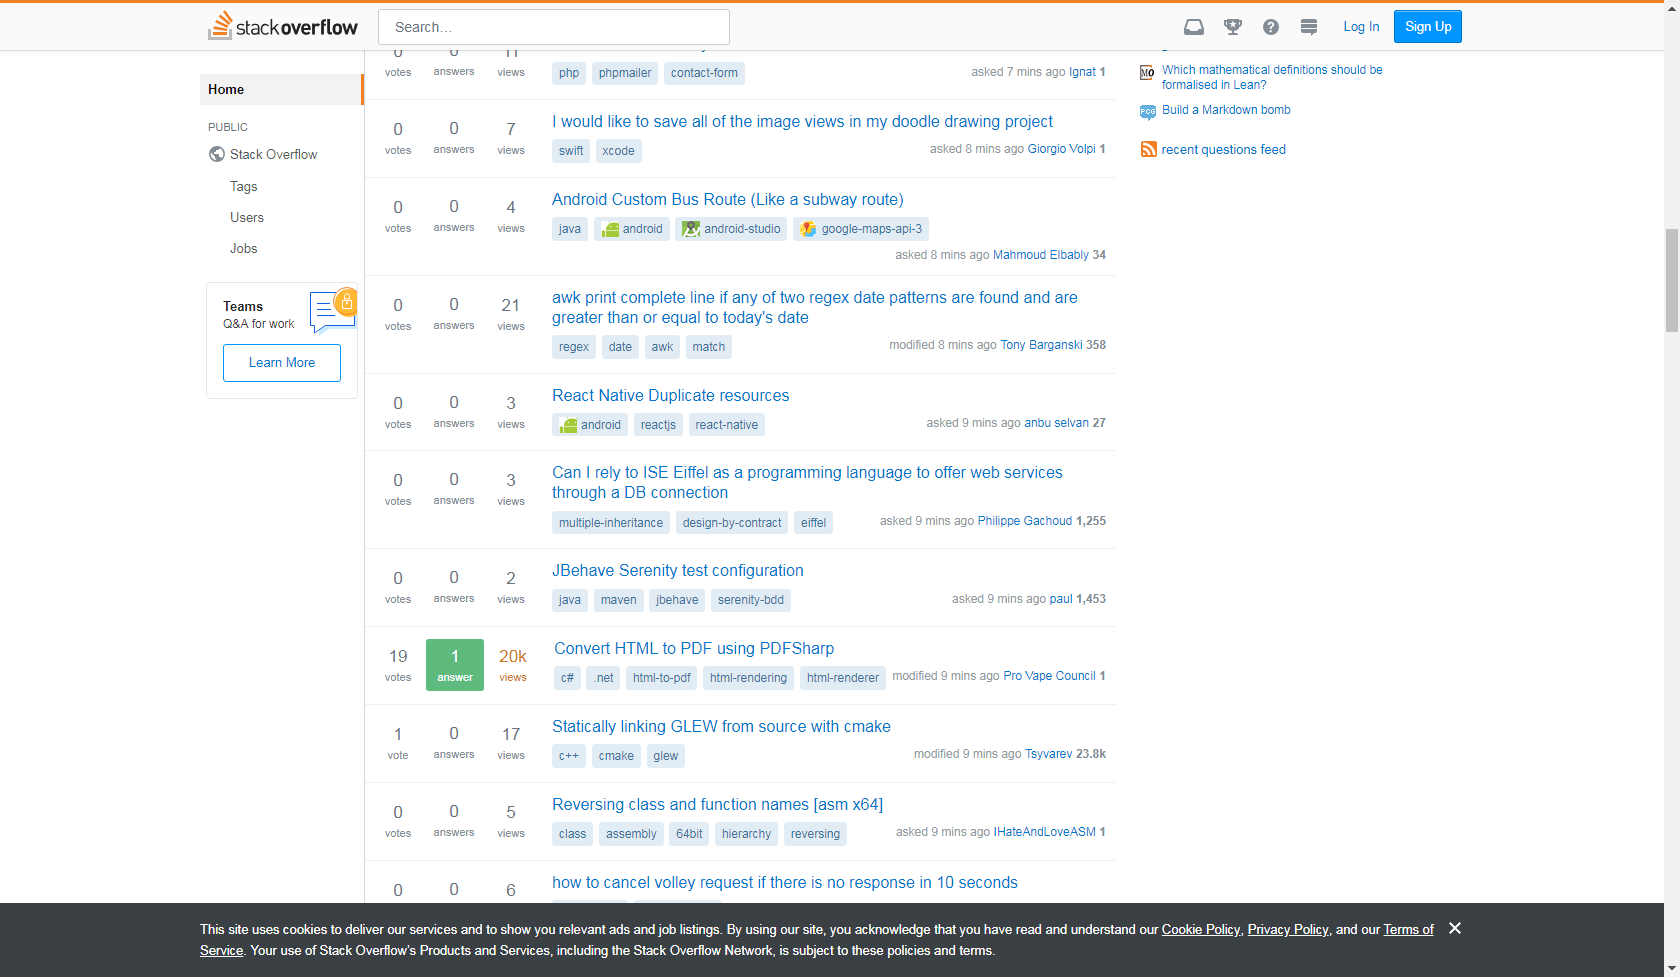 stackoverflow
Search…
Log In
Sign Up
Home
PUBLIC
Stack Overflow
Tags
Users
Jobs
Teams
Q&A for work
Learn More
votes
answers
11
views
php phpmailer contact-form
asked 7 mins ago Ignat 1
0 votes
0 answers
7 views
I would like to save all of the image views in my doodle drawing project
swift xcode
asked 8 mins ago Giorgio Volpi 1
0 votes
0 answers
4 views
Android Custom Bus Route (Like a subway route)
java android android-studio google-maps-api-3
asked 8 mins ago Mahmoud Elbably 34
0 votes
0 answers
21 views
awk print complete line if any of two regex date patterns are found and are
greater than or equal to today's date
regex date awk match
modified 8 mins ago Tony Barganski 358
0 votes
0 answers
3 views
React Native Duplicate resources
android reactjs react-native
asked 9 mins ago anbu selvan 27
0 votes
0 answers
3 views
Can I rely to ISE Eiffel as a programming language to offer web services
through a DB connection
multiple-inheritance design-by-contract eiffel
asked 9 mins ago Philippe Gachoud 1,255
0 votes
0 answers
2 views
JBehave Serenity test configuration
java maven jbehave serenity-bdd
asked 9 mins ago paul 1,453
19 votes
1 answer
20k views
Convert HTML to PDF using PDFSharp
c# .net html-to-pdf html-rendering html-renderer
modified 9 mins ago Pro Vape Council 1
1 vote
0 answers
17 views
Statically linking GLEW from source with cmake
c++ cmake glew
modified 9 mins ago Tsyvarev 23.8k
0 votes
0 answers
5 views
Reversing class and function names [asm x64]
class assembly 64bit hierarchy reversing
asked 9 mins ago IHateAndLoveASM 1
0
0
6
how to cancel volley request if there is no response in 10 seconds
MO
Which mathematical definitions should be
formalised in Lean?
PCG
Build a Markdown bomb
recent questions feed
This site uses cookies to deliver our services and to show you relevant ads and job listings. By using our site, you acknowledge that you have read and understand our Cookie Policy, Privacy Policy, and our Terms of
Service. Your use of Stack Overflow's Products and Services, including the Stack Overflow Network, is subject to these policies and terms.